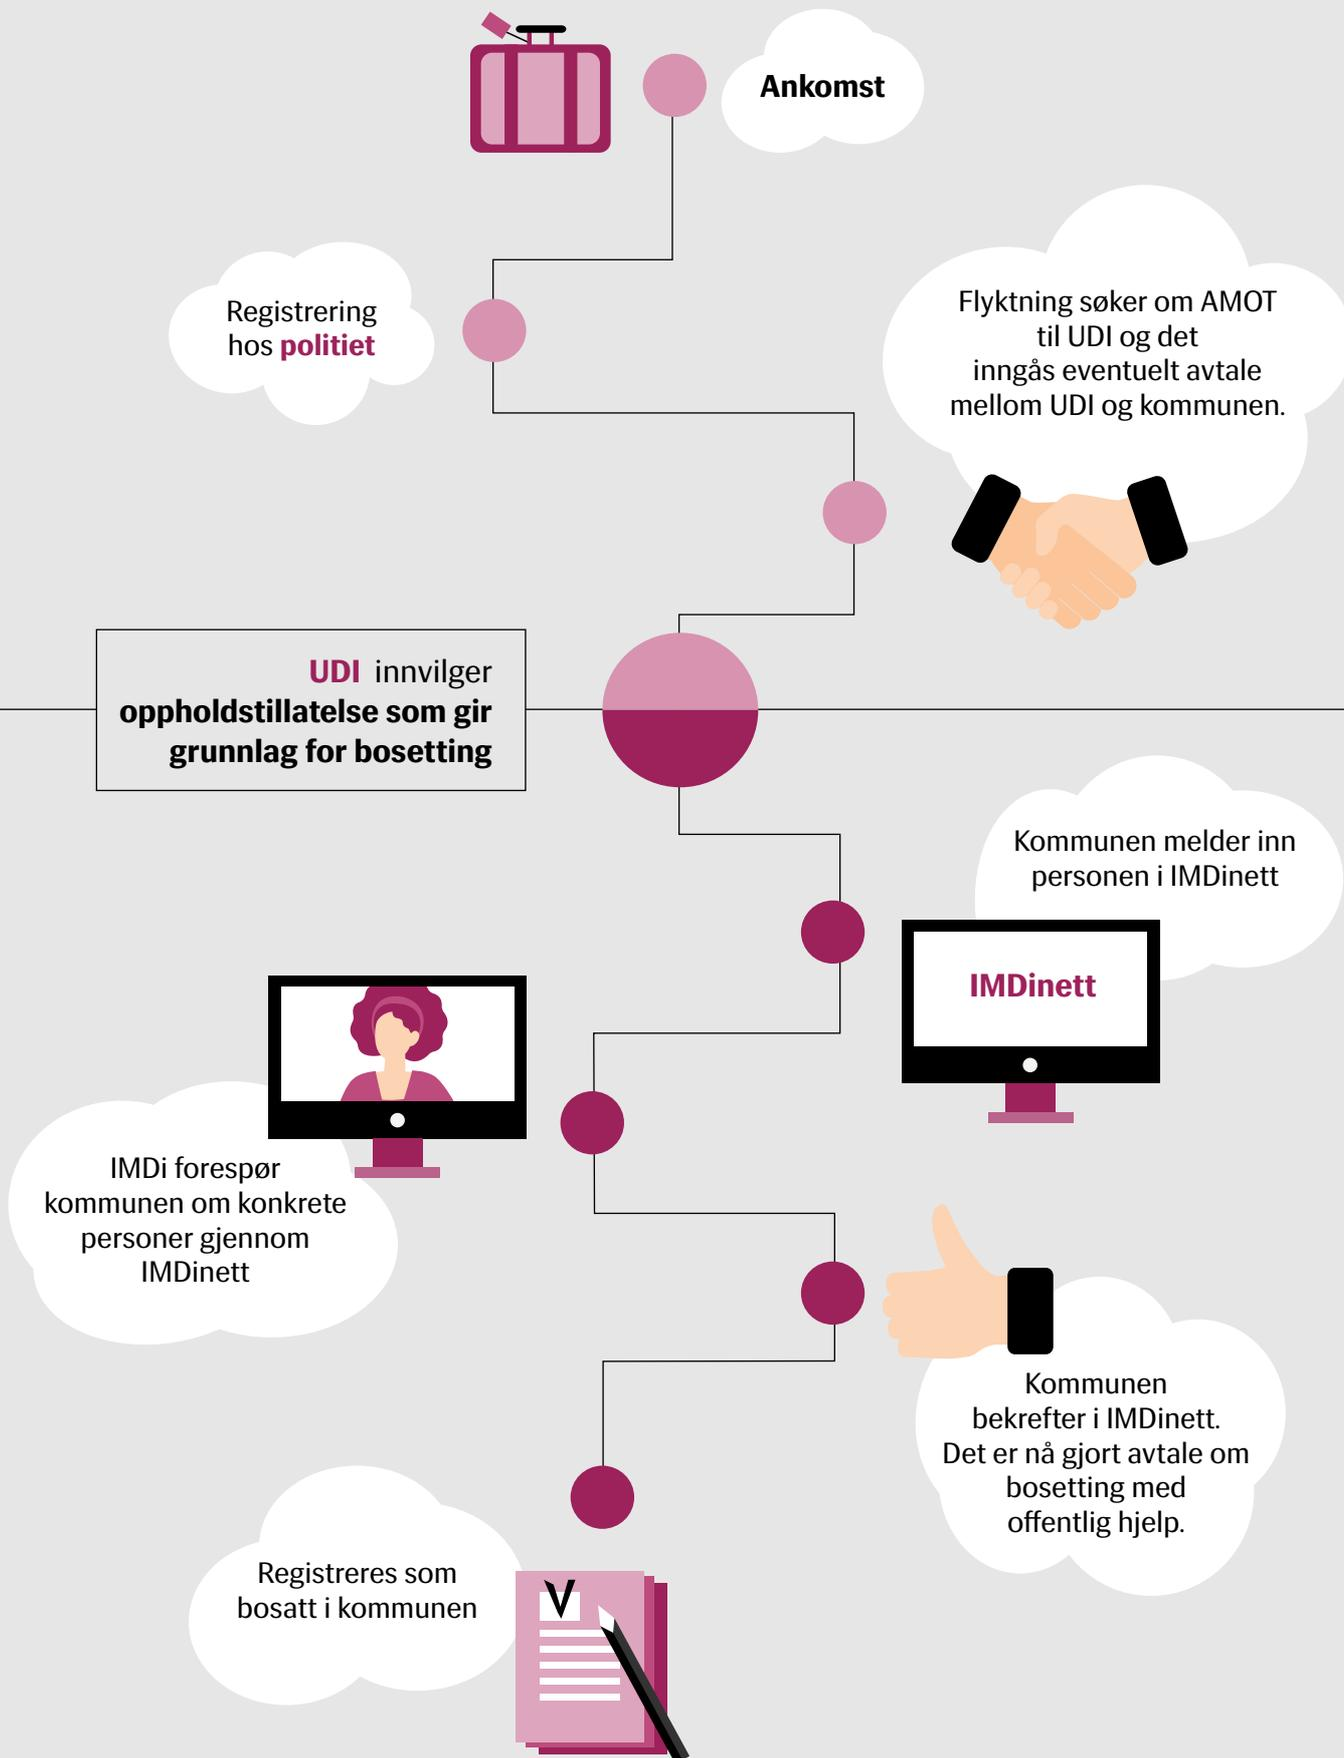 Ankomst
Registrering
hos politiet
Flyktning søker om AMOT
til UDI og det
inngås eventuelt avtale
mellom UDI og kommunen.
UDI innvilger
oppholdstillatelse som gir
grunnlag for bosetting
Kommunen melder inn
personen i IMDinett
IMDinett
IMDi forespør
kommunen om konkrete
personer gjennom
IMDinett
Kommunen
bekrefter i IMDinett.
Det er nå gjort avtale om
bosetting med
offentlig hjelp.
Registreres som
bosatt i kommunen